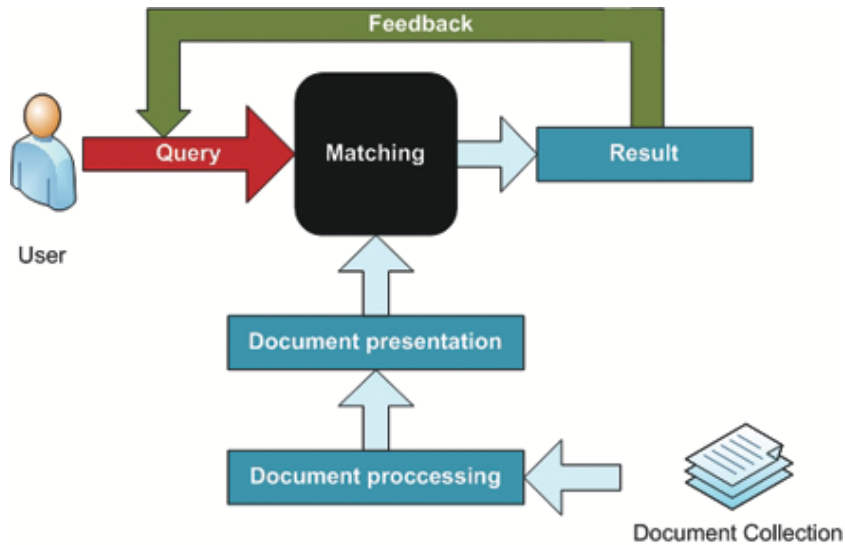 Feedback
Query
Matching
Result
User
Document presentation
Document proccessing
Document Collection